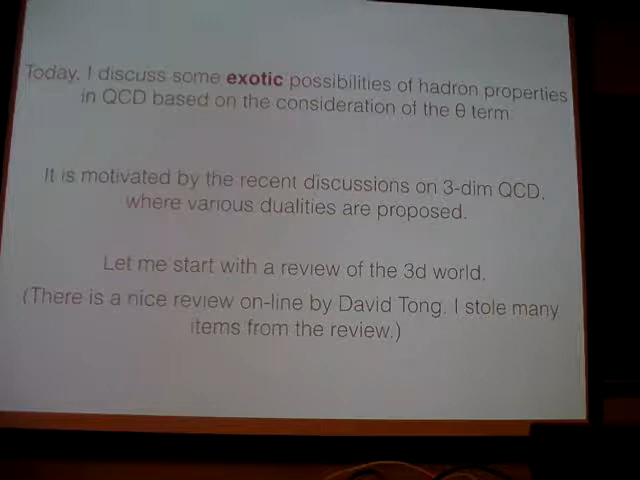 Today, I discuss some exotic possibilities of hadron properties
in QCD based on the consideration of the θ term.
It is motivated by the recent discussions on 3-dim QCD,
where various dualities are proposed.
Let me start with a review of the 3d world.
(There is a nice review on-line by David Tong. I stole many
items from the review.)